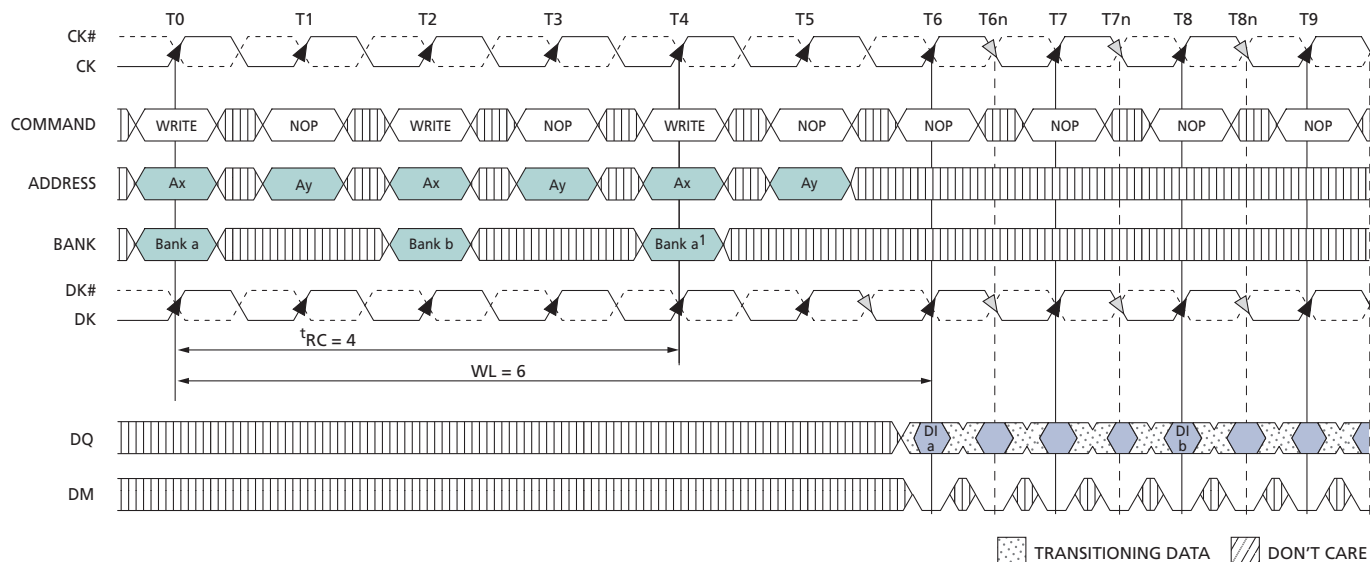 T0 T1 T2 T3 T4 T5 T6 T6n T7 T7n T8 T8n T9
CK#
CK
COMMAND WRITE NOP WRITE NOP WRITE NOP NOP NOP NOP NOP
ADDRESS Ax Ay Ax Ay Ax Ay
BANK Bank a Bank b Bank a1
DK#
DK
tRC = 4
WL = 6
DQ DI a DI b
DM
TRANSITIONING DATA DON'T CARE